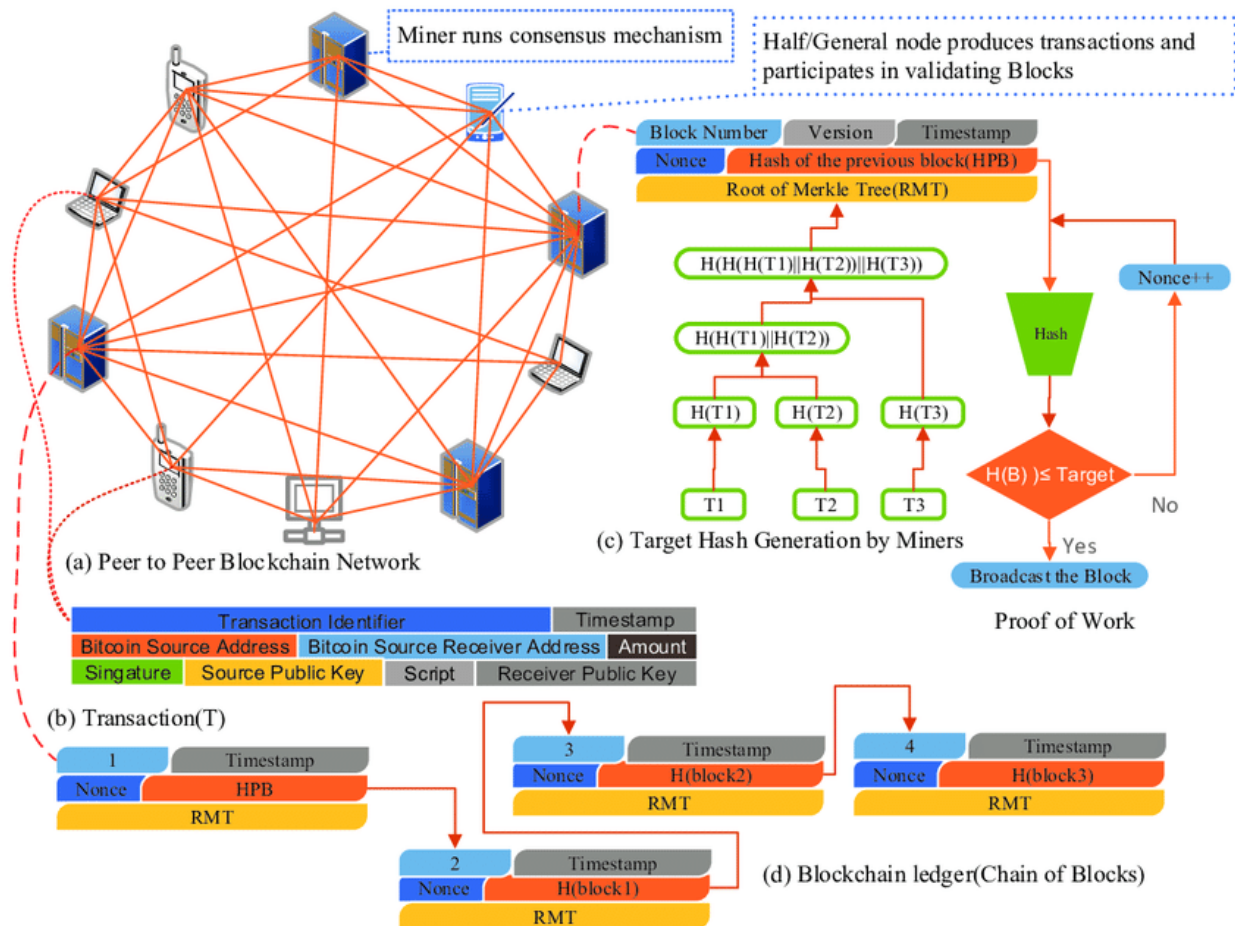 Miner runs consensus mechanism
Half/General node produces transactions and
participates in validating Blocks
Block Number Version Timestamp
Nonce Hash of the previous block(HPB)
Root of Merkle Tree(RMT)
H(H(H(T1)||H(T2))||H(T3))
Nonce++
H(H(T1)||H(T2))
Hash
H(T1) H(T2) H(T3)
H(B) )≤ Target
No
T1 T2 T3
(c) Target Hash Generation by Miners
Yes
Broadcast the Block
Proof of Work
(a) Peer to Peer Blockchain Network
Transaction Identifier Timestamp
Bitcoin Source Address Bitcoin Source Receiver Address Amount
Singature Source Public Key Script Receiver Public Key
(b) Transaction(T)
1 Timestamp
Nonce HPB
RMT
2 Timestamp
Nonce H(block1)
RMT
3 Timestamp
Nonce H(block2)
RMT
4 Timestamp
Nonce H(block3)
RMT
(d) Blockchain ledger(Chain of Blocks)